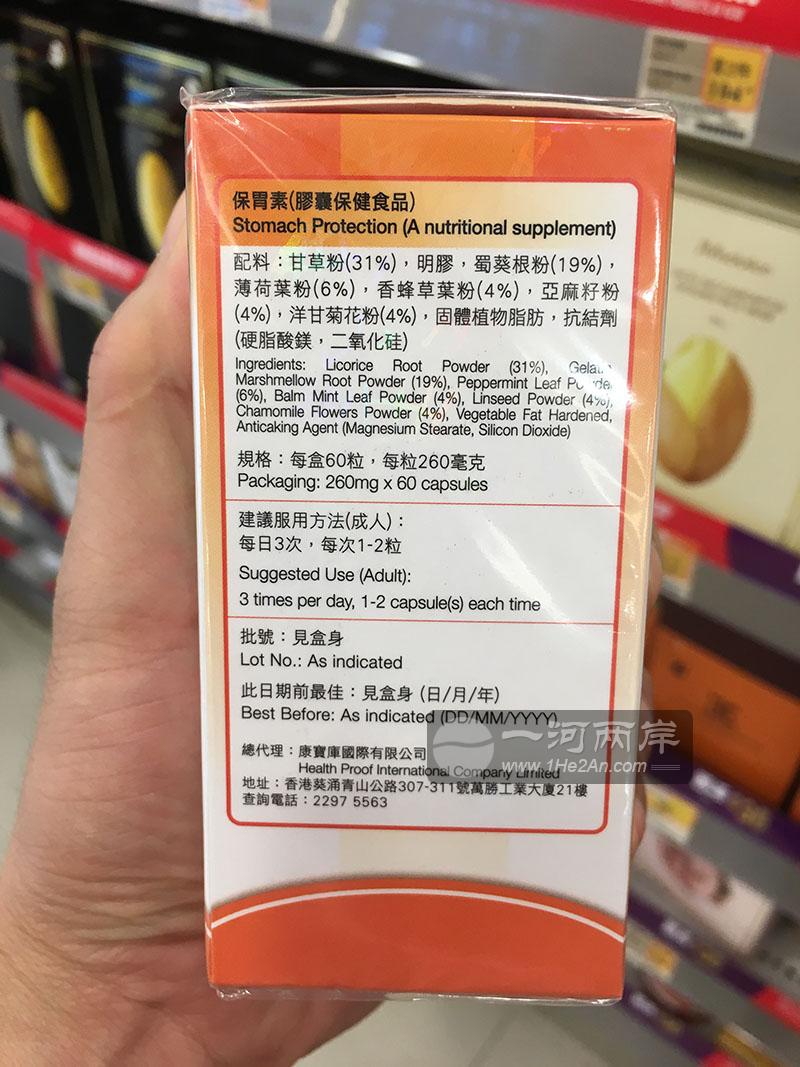 保胃素(膠囊保健食品)
Stomach Protection (A nutritional supplement)
配料：甘草粉(31%)，明膠，蜀葵根粉(19%)，
薄荷葉粉(6%)，香蜂草葉粉(4%)，亞麻籽粉
(4%)，洋甘菊花粉(4%)，固體植物脂肪，抗結劑
(硬脂酸鎂，二氧化硅)
Ingredients: Licorice Root Powder (31%), Gelatin
Marshmellow Root Powder (19%), Peppermint Leaf Powder
(6%), Balm Mint Leaf Powder (4%), Linseed Powder (4%),
Chamomile Flowers Powder (4%), Vegetable Fat Hardened,
Anticaking Agent (Magnesium Stearate, Silicon Dioxide)
規格：每盒60粒，每粒260毫克
Packaging: 260mg x 60 capsules
建議服用方法(成人)：
每日3次，每次1-2粒
Suggested Use (Adult):
3 times per day, 1-2 capsule(s) each time
批號：見盒身
Lot No.: As indicated
此日期前最佳：見盒身 (日/月/年)
Best Before: As indicated (DD/MM/YYYY)
總代理：康寶庫國際有限公司
Health Proof International Company Limited
地址：香港葵涌青山公路307-311號萬勝工業大廈21樓
查詢電話：2297 5563
一河两岸
www.1He2An.com